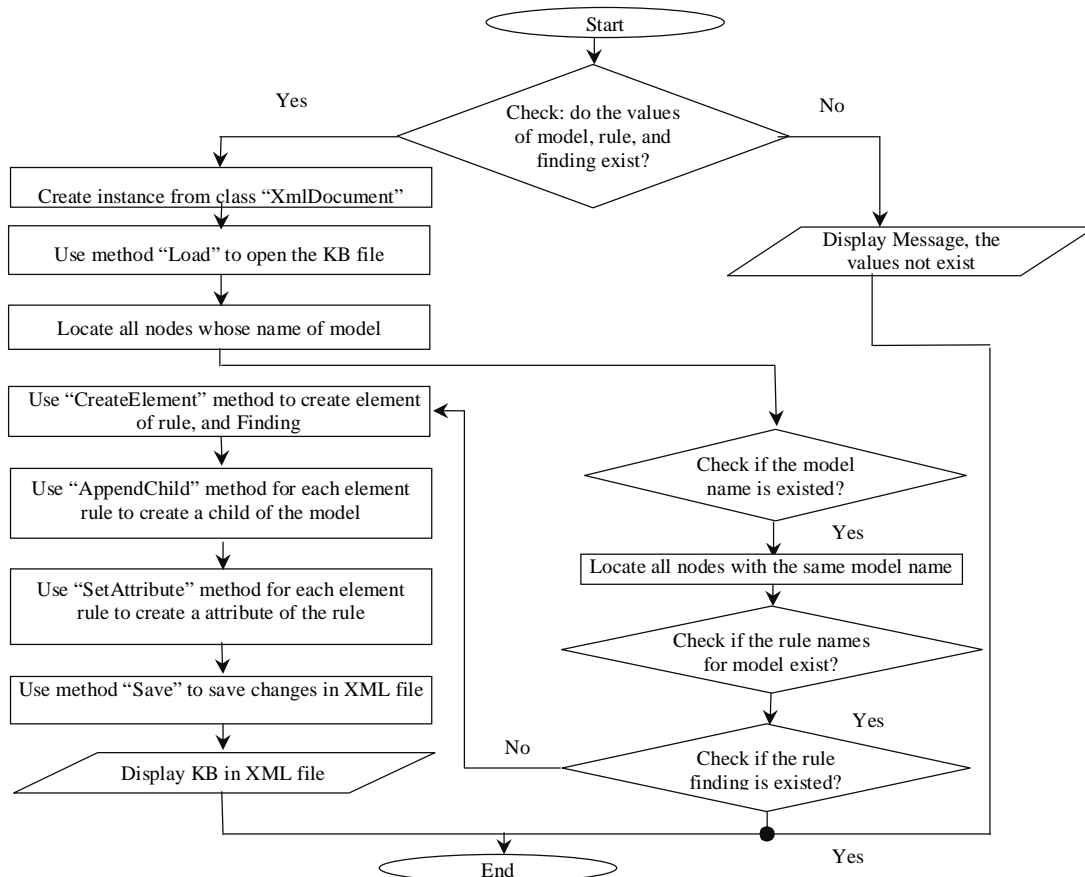 Start
Yes
No
Check: do the values
of model, rule, and
finding exist?
Create instance from class “XmlDocument”
Use method “Load” to open the KB file
Display Message, the
values not exist
Locate all nodes whose name of model
Use “CreateElement” method to create element
of rule, and Finding
Check if the model
name is existed?
Use “AppendChild” method for each element
rule to create a child of the model
Yes
Locate all nodes with the same model name
Use “SetAttribute” method for each element
rule to create a attribute of the rule
Check if the rule names
for model exist?
Use method “Save” to save changes in XML file
Yes
No
Check if the rule
finding is existed?
Display KB in XML file
Yes
End